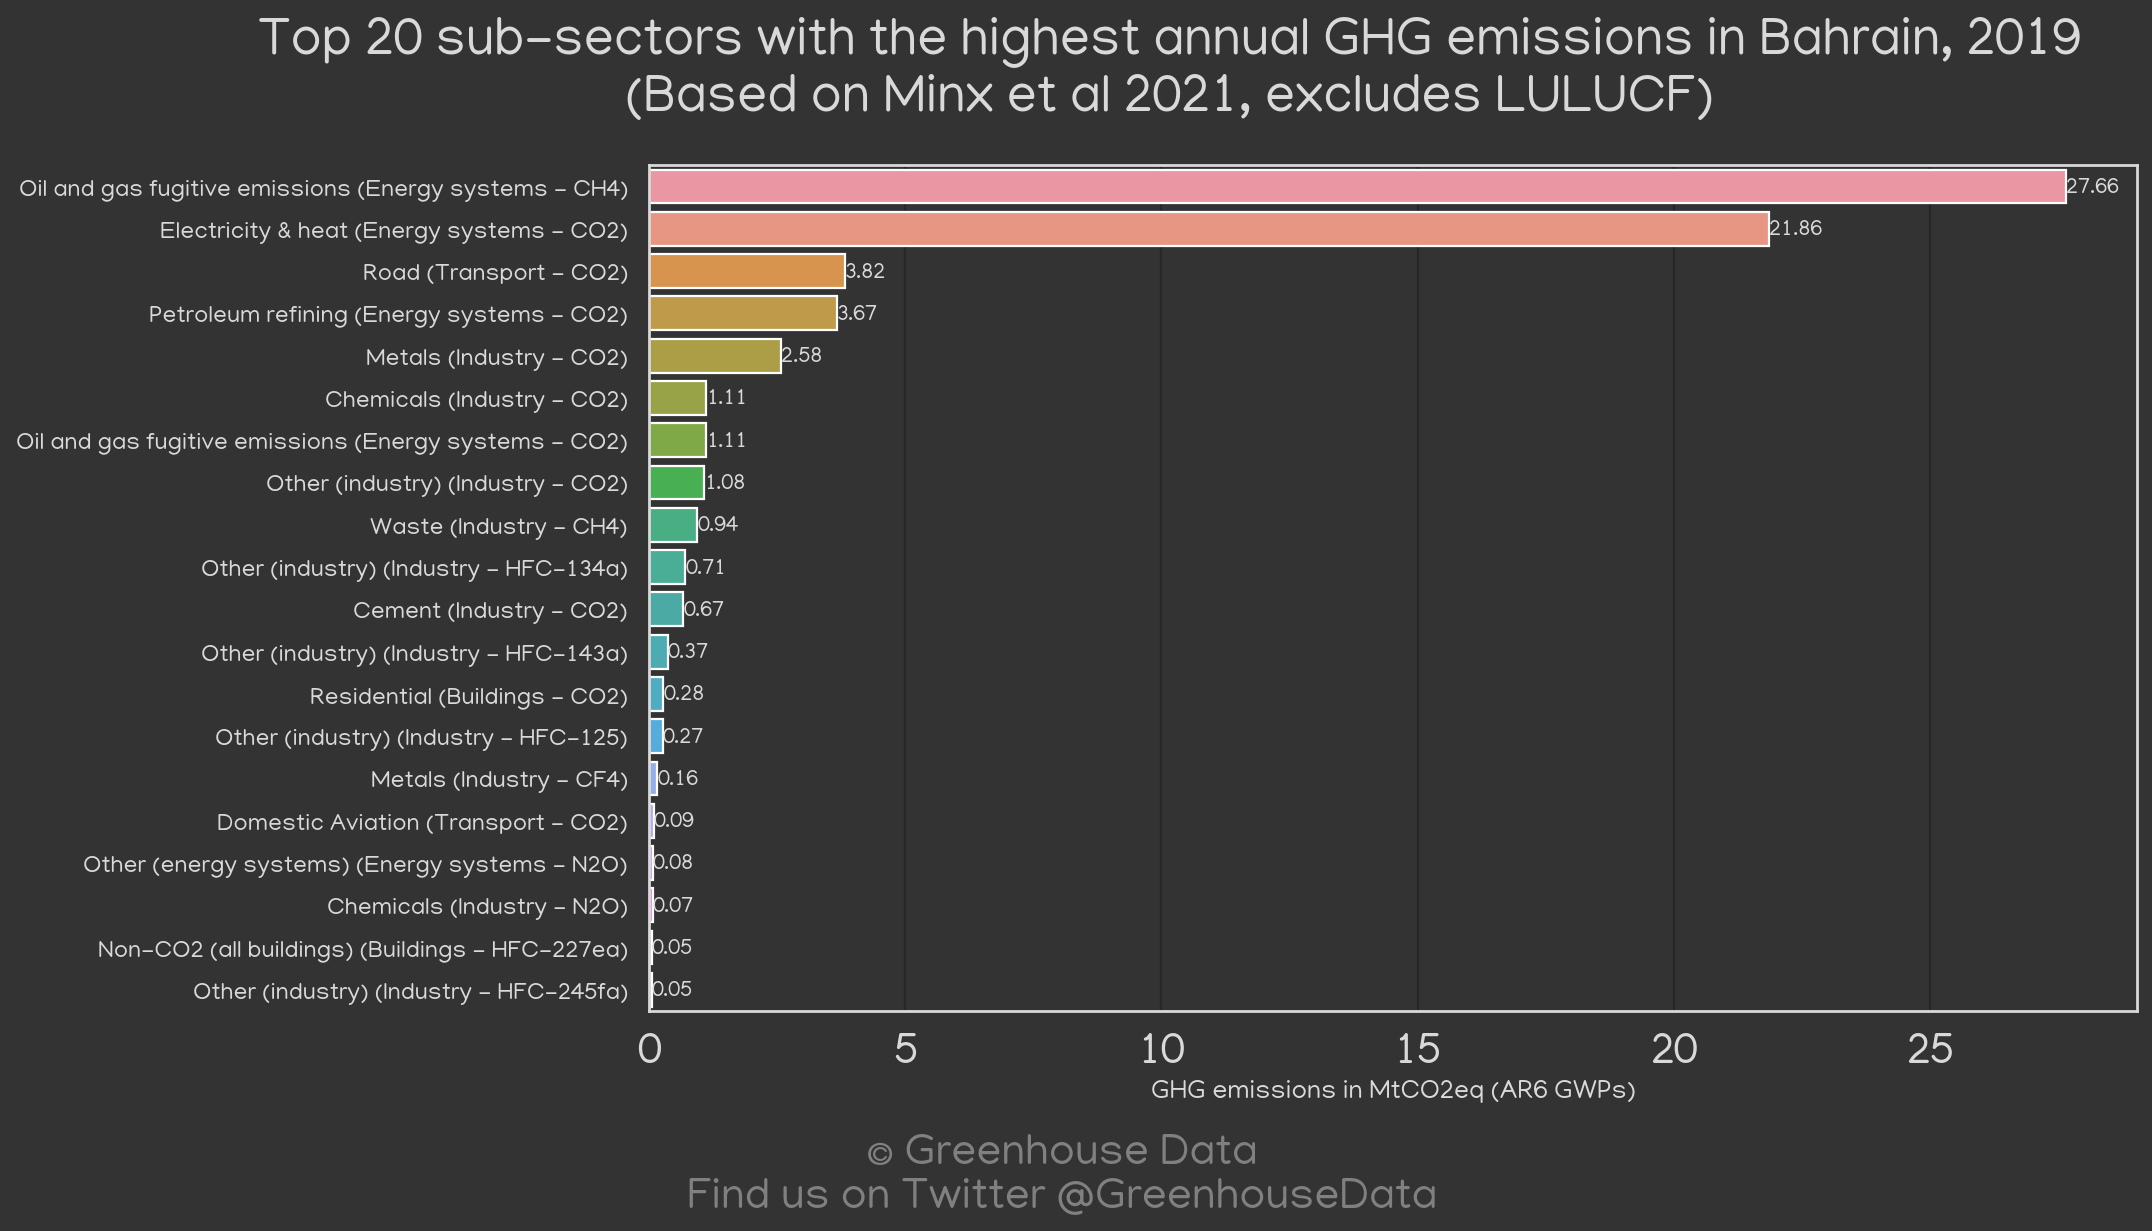 Top 20 sub-sectors with the highest annual GHG emissions in Bahrain, 2019
(Based on Minx et al 2021, excludes LULUCF)
Oil and gas fugitive emissions (Energy systems - CH4) 27.66
Electricity & heat (Energy systems - CO2) 21.86
Road (Transport - CO2) 3.82
Petroleum refining (Energy systems - CO2) 3.67
Metals (Industry - CO2) 2.58
Chemicals (Industry - CO2) 1.11
Oil and gas fugitive emissions (Energy systems - CO2) 1.11
Other (industry) (Industry - CO2) 1.08
Waste (Industry - CH4) 0.94
Other (industry) (Industry - HFC-134a) 0.71
Cement (Industry - CO2) 0.67
Other (industry) (Industry - HFC-143a) 0.37
Residential (Buildings - CO2) 0.28
Other (industry) (Industry - HFC-125) 0.27
Metals (Industry - CF4) 0.16
Domestic Aviation (Transport - CO2) 0.09
Other (energy systems) (Energy systems - N2O) 0.08
Chemicals (Industry - N2O) 0.07
Non-CO2 (all buildings) (Buildings - HFC-227ea) 0.05
Other (industry) (Industry - HFC-245fa) 0.05
0 5 10 15 20 25
GHG emissions in MtCO2eq (AR6 GWPs)
© Greenhouse Data
Find us on Twitter @GreenhouseData